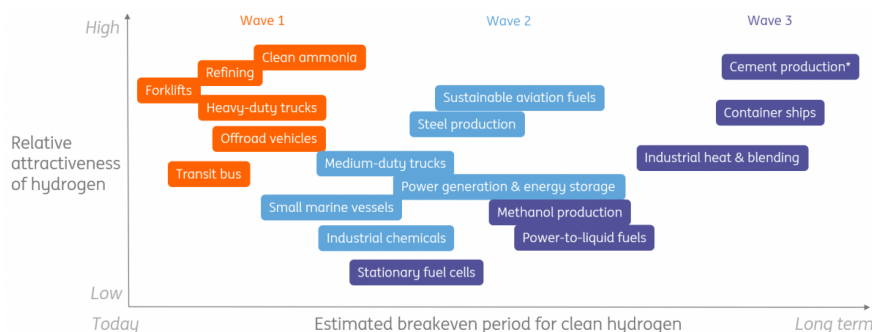 Wave 1
Wave 2
Wave 3
High
Clean ammonia
Refining
Cement production*
Forklifts
Sustainable aviation fuels
Heavy-duty trucks
Container ships
Steel production
Offroad vehicles
Relative
attractiveness
of hydrogen
Medium-duty trucks
Industrial heat & blending
Transit bus
Power generation & energy storage
Small marine vessels
Methanol production
Industrial chemicals
Power-to-liquid fuels
Stationary fuel cells
Low
Today
Estimated breakeven period for clean hydrogen
Long term